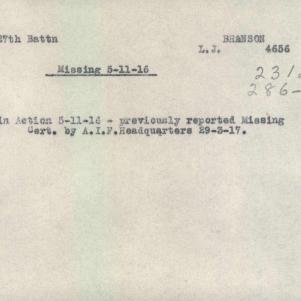 27th Battn BRANSON
L.J. 4656
Missing 5-11-16
231
286-
in Action 5-11-16 - previously reported Missing
Cert. by A.I.F.Headquarters 29-3-17.